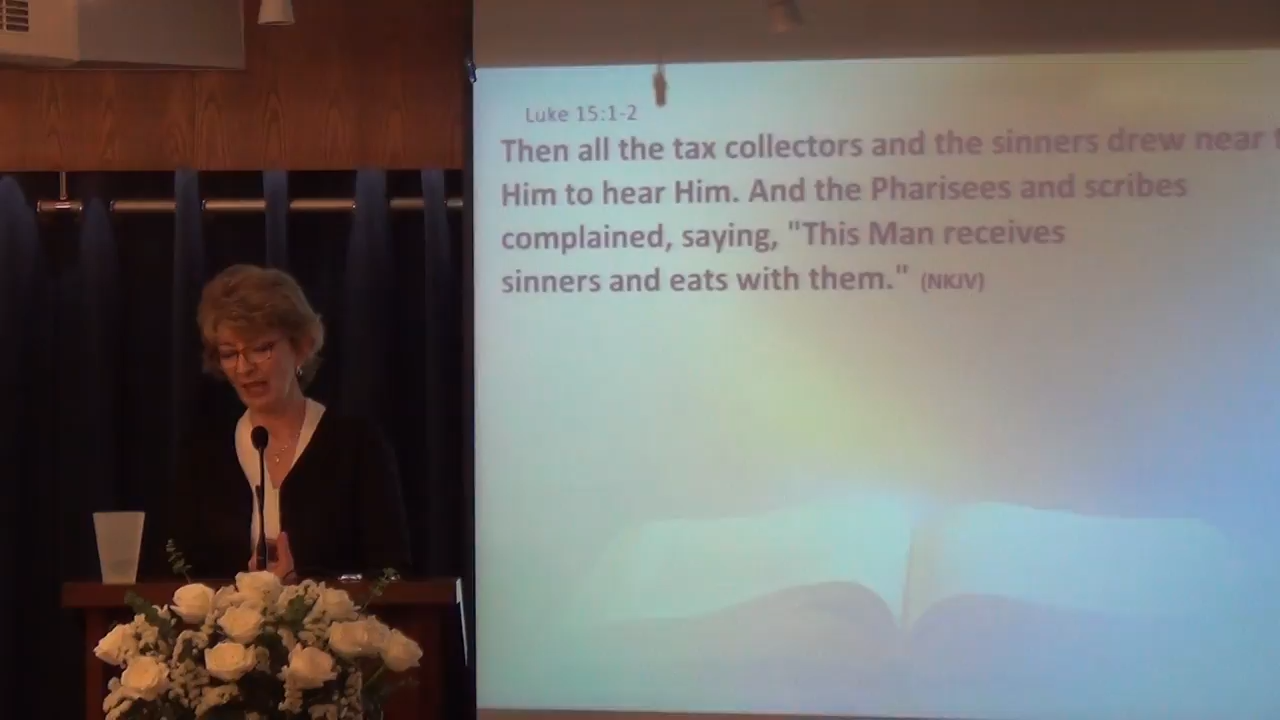 Luke 15:1-2
Then all the tax collectors and the sinners drew near
Him to hear Him. And the Pharisees and scribes
complained, saying, "This Man receives
sinners and eats with them." (NKJV)